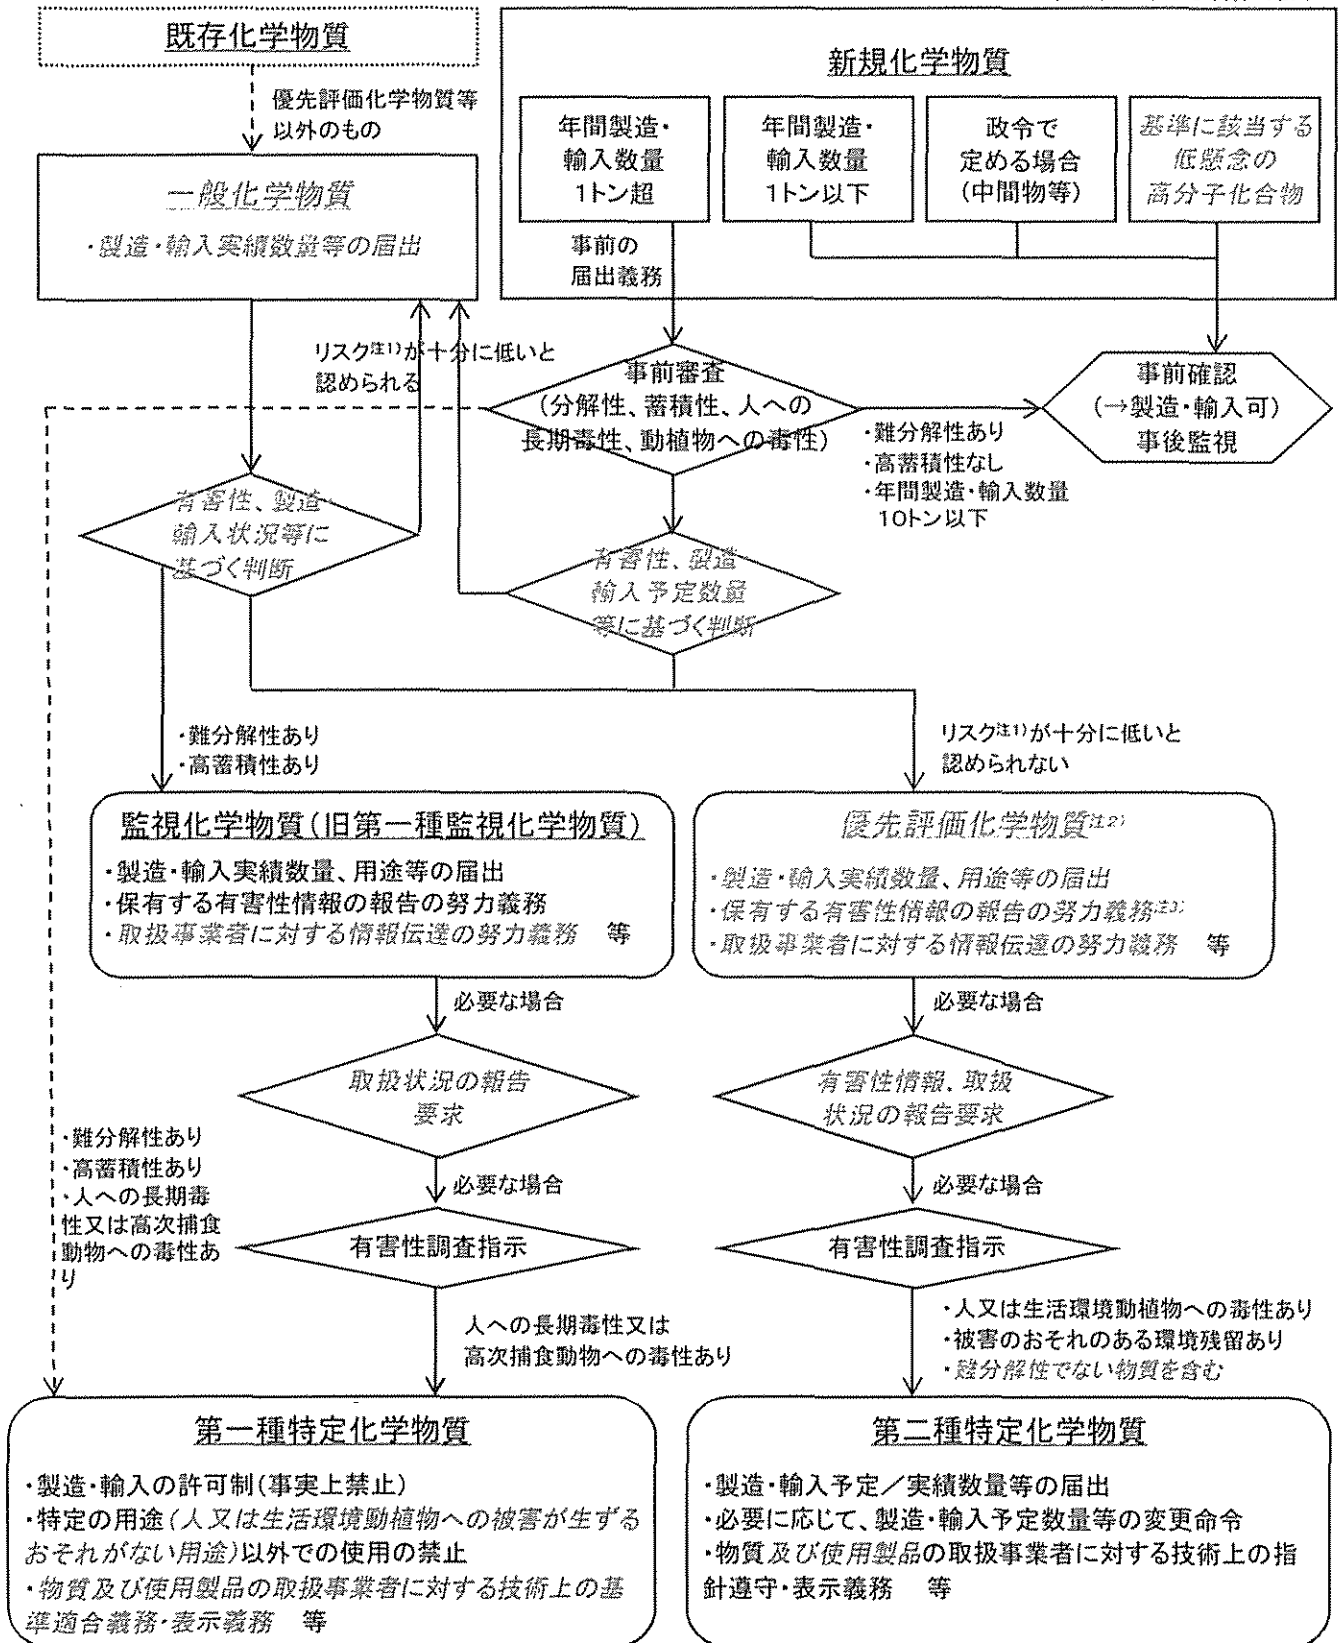 既存化学物質
優先評価化学物質等
以外のもの
一般化学物質
・製造・輸入実績数量等の届出
新規化学物質
年間製造・
輸入数量
1トン超
年間製造・
輸入数量
1トン以下
政令で
定める場合
(中間物等)
基準に該当する
低懸念の
高分子化合物
事前の
届出義務
リスク注1)が十分に低いと
認められる
事前審査
(分解性、蓄積性、人への
長期毒性、動植物への毒性)
事前確認
(→製造・輸入可)
事後監視
・難分解性あり
・高蓄積性なし
・年間製造・輸入数量
10トン以下
有害性、製造・
輸入状況等に
基づく判断
有害性、製造・
輸入予定数量
等に基づく判断
・難分解性あり
・高蓄積性あり
リスク注1)が十分に低いと
認められない
監視化学物質(旧第一種監視化学物質)
・製造・輸入実績数量、用途等の届出
・保有する有害性情報の報告の努力義務
・取扱事業者に対する情報伝達の努力義務 等
優先評価化学物質注2)
・製造・輸入実績数量、用途等の届出
・保有する有害性情報の報告の努力義務注3)
・取扱事業者に対する情報伝達の努力義務 等
必要な場合
必要な場合
取扱状況の報告
要求
有害性情報、取扱
状況の報告要求
・難分解性あり
・高蓄積性あり
・人への長期毒
性又は高次捕食
動物への毒性あ
り
必要な場合
必要な場合
有害性調査指示
有害性調査指示
人への長期毒性又は
高次捕食動物への毒性あり
・人又は生活環境動植物への毒性あり
・被害のおそれのある環境残留あり
・難分解性でない物質を含む
第一種特定化学物質
・製造・輸入の許可制(事実上禁止)
・特定の用途(人又は生活環境動植物への被害が生ずる
おそれがない用途)以外での使用の禁止
・物質及び使用製品の取扱事業者に対する技術上の基
準適合義務・表示義務 等
第二種特定化学物質
・製造・輸入予定/実績数量等の届出
・必要に応じて、製造・輸入予定数量等の変更命令
・物質及び使用製品の取扱事業者に対する技術上の指
針遵守・表示義務 等